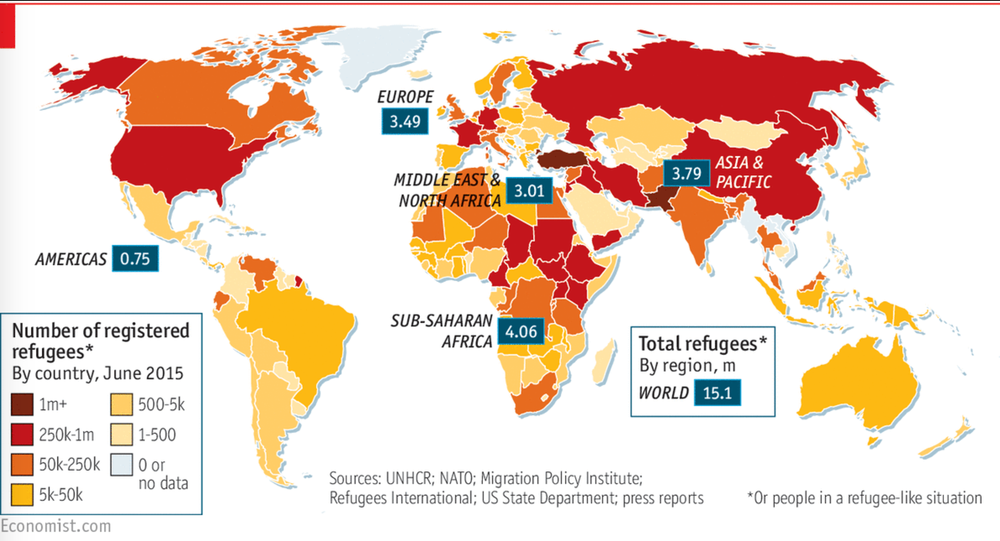 EUROPE
3.49
MIDDLE EAST &
NORTH AFRICA
3.01
3.79
ASIA &
PACIFIC
AMERICAS
0.75
SUB-SAHARAN
AFRICA
4.06
Number of registered
refugees*
By country, June 2015
1m+
250k-1m
50k-250k
5k-50k
500-5k
1-500
0 or
no data
Total refugees*
By region, m
WORLD 15.1
Sources: UNHCR; NATO; Migration Policy Institute;
Refugees International; US State Department; press reports
*Or people in a refugee-like situation
Economist.com